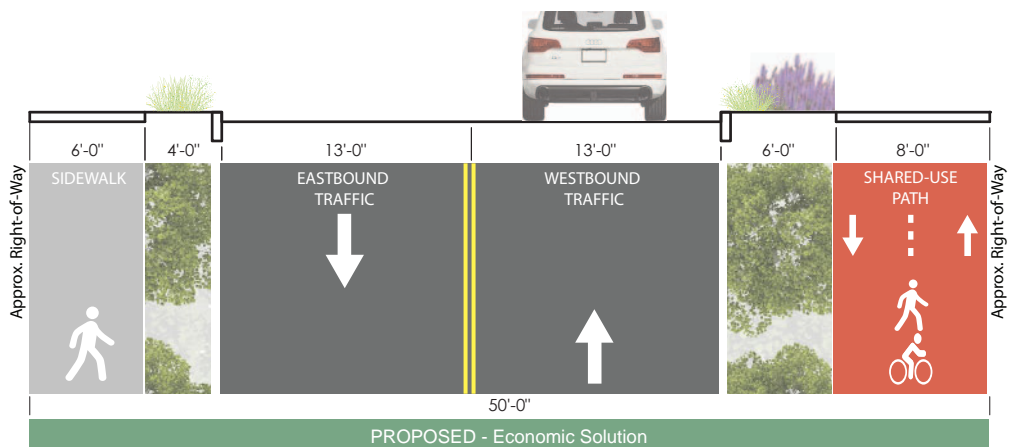 6'-0"
4'-0"
13'-0"
13'-0"
6'-0"
8'-0"
SIDEWALK
EASTBOUND
TRAFFIC
WESTBOUND
TRAFFIC
SHARED-USE
PATH
Approx. Right-of-Way
Approx. Right-of-Way
50'-0"
PROPOSED - Economic Solution